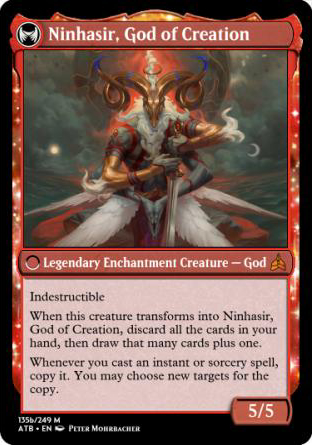 Ninhasir, God of Creation
Legendary Enchantment Creature — God
Indestructible
When this creature transforms into Ninhasir,
God of Creation, discard all the cards in your
hand, then draw that many cards plus one.
Whenever you cast an instant or sorcery spell,
copy it. You may choose new targets for the
copy.
135b/249 M
ATB • EN Peter Mohrbacher
5/5